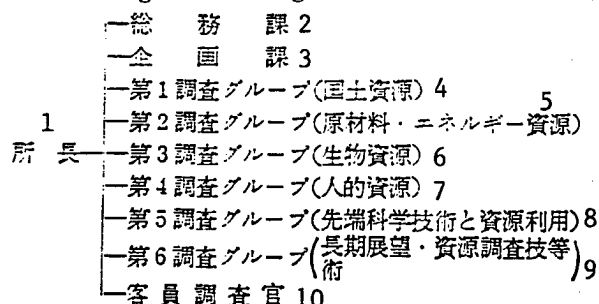 総務課 2
企画課 3
第1調査グループ(国土資源) 4
5
第2調査グループ(原材料・エネルギー資源)
1
所長
第3調査グループ(生物資源) 6
第4調査グループ(人的資源) 7
第5調査グループ(先端科学技術と資源利用) 8
第6調査グループ(長期展望・資源調査技等
術) 9
客員調査官 10